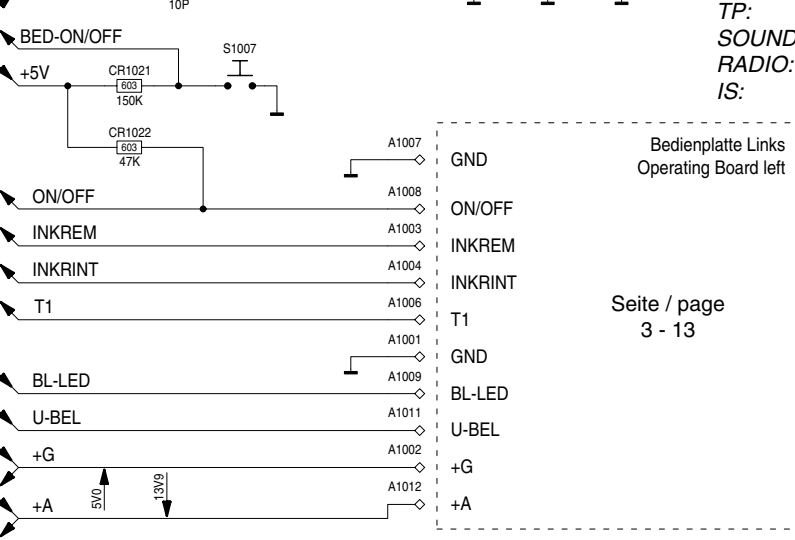 10P
TP:
BED-ON/OFF
SOUND
S1007
RADIO:
+5V
CR1021
603
150K
IS:
CR1022
603
47K
A1007
GND
Bedienplatte Links
Operating Board left
ON/OFF
A1008
ON/OFF
INKREM
A1003
INKREM
INKRINT
A1004
INKRINT
T1
A1006
T1
Seite / page
3 - 13
A1001
GND
BL-LED
A1009
BL-LED
U-BEL
A1011
U-BEL
+G
A1002
+G
5V0
13V9
+A
A1012
+A